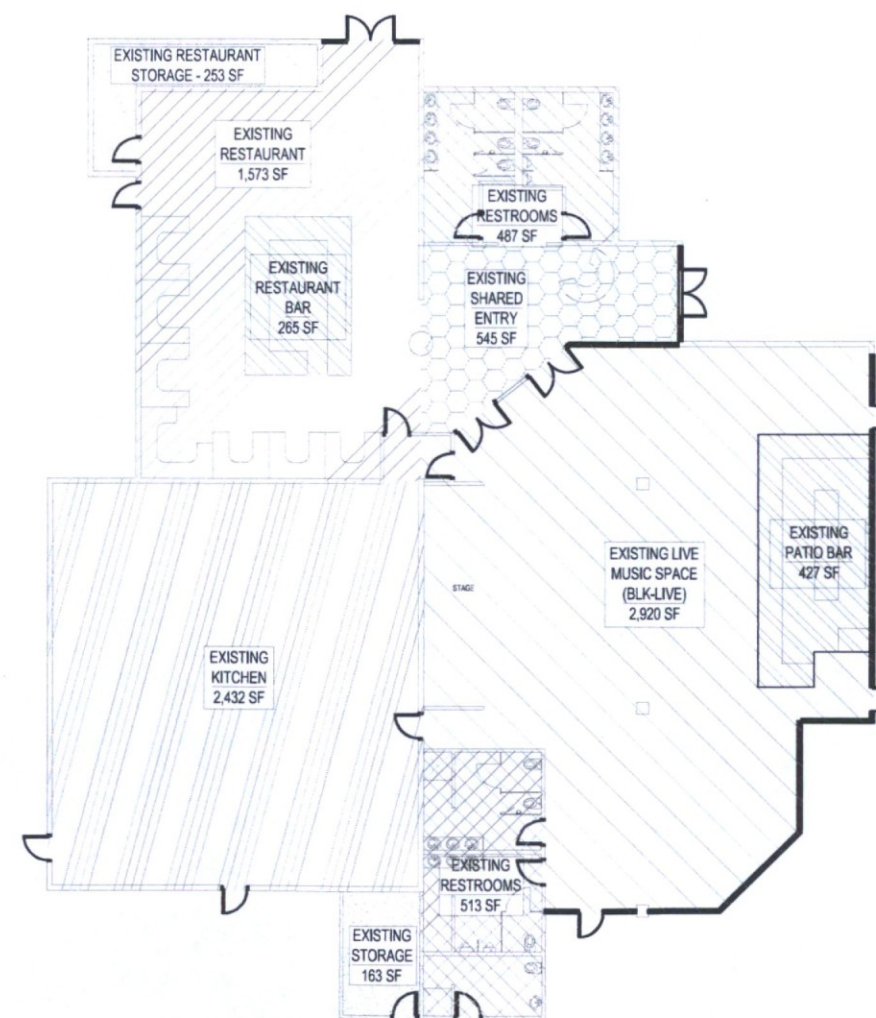 EXISTING RESTAURANT
STORAGE - 253 SF
EXISTING
RESTAURANT
1,573 SF
EXISTING
RESTROOMS
487 SF
EXISTING
RESTAURANT
BAR
265 SF
EXISTING
SHARED
ENTRY
545 SF
EXISTING LIVE
MUSIC SPACE
(BLK-LIVE)
2,920 SF
EXISTING
PATIO BAR
427 SF
STAGE
EXISTING
KITCHEN
2,432 SF
EXISTING
RESTROOMS
513 SF
EXISTING
STORAGE
163 SF